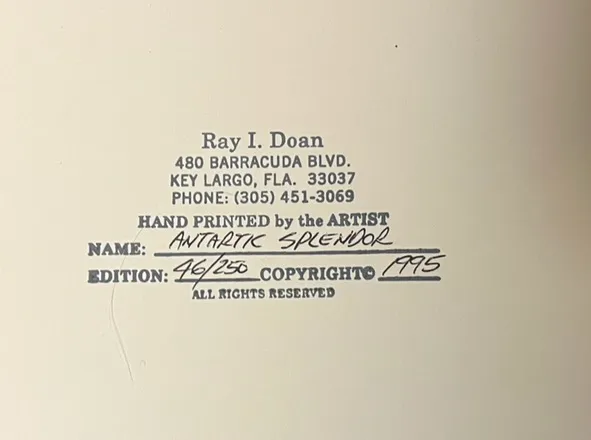 Ray I. Doan
480 BARRACUDA BLVD.
KEY LARGO, FLA. 33037
PHONE: (305) 451-3069
HAND PRINTED by the ARTIST
NAME: ANTARTIC SPLENDOR
EDITION: 46/250 COPYRIGHT© 1995
ALL RIGHTS RESERVED